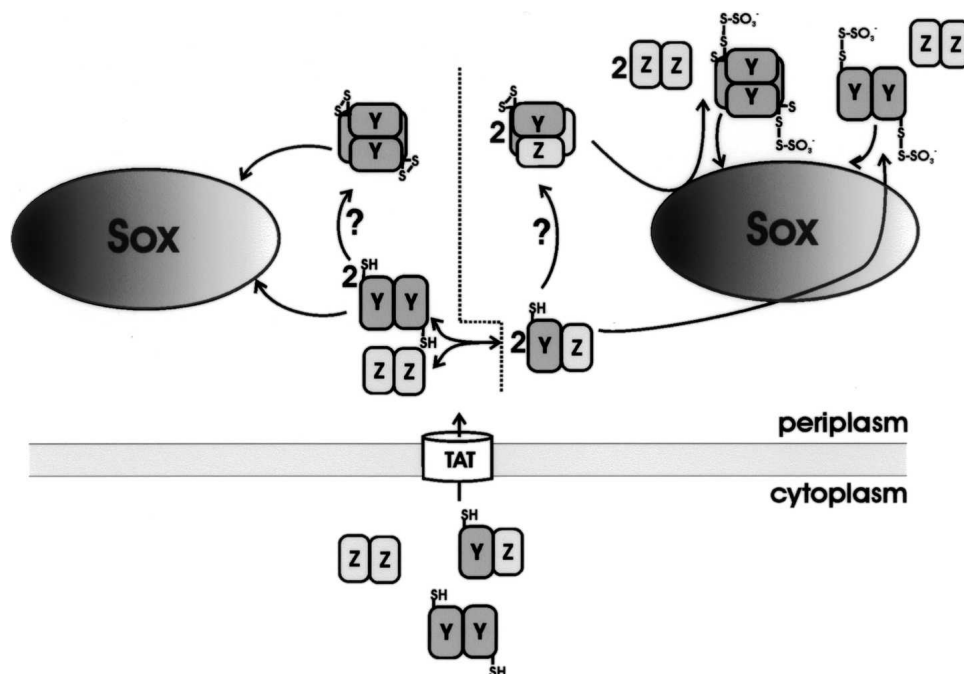 S-SO₃⁻
S
S
2 Z Z
Y
Y
S
S
S-SO₃⁻
S-SO₃⁻
S
S
Y Y
S
S
S-SO₃⁻
Z Z
S
S
Y
Y
S
S
S
S
2
Y
Z
Sox
Sox
?
?
SH
2
Y Y
SH
Z Z
SH
2 Y Z
periplasm
TAT
cytoplasm
Z Z
SH
Y Z
SH
Y Y
SH